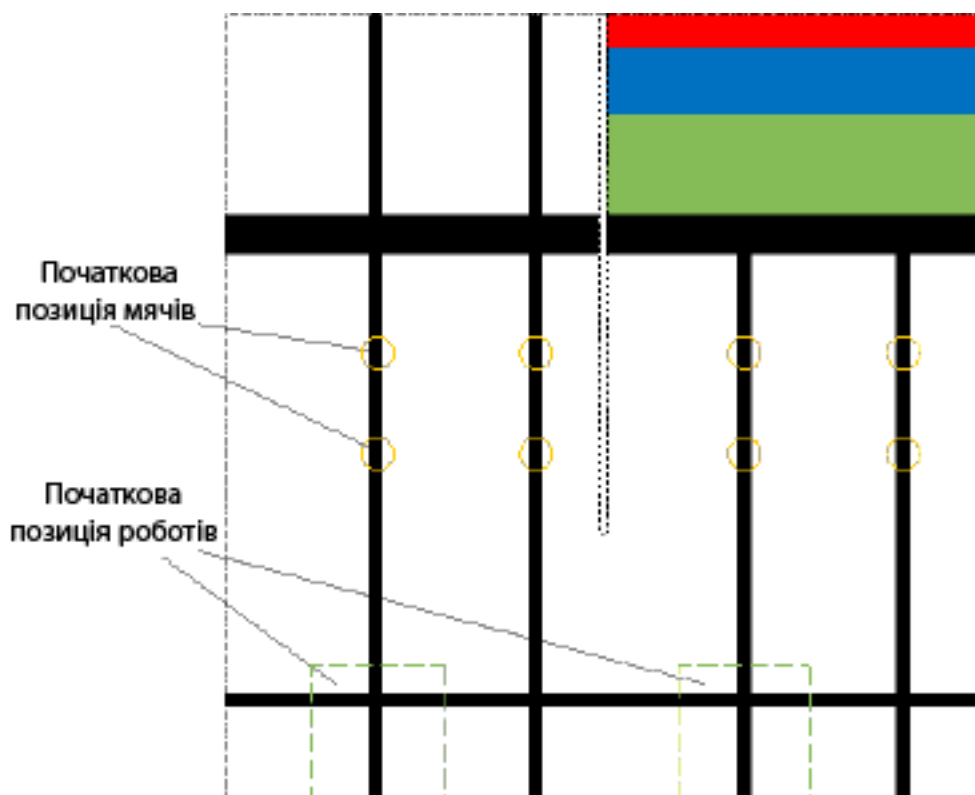 Початкова
позиція мячів
Початкова
позиція роботів